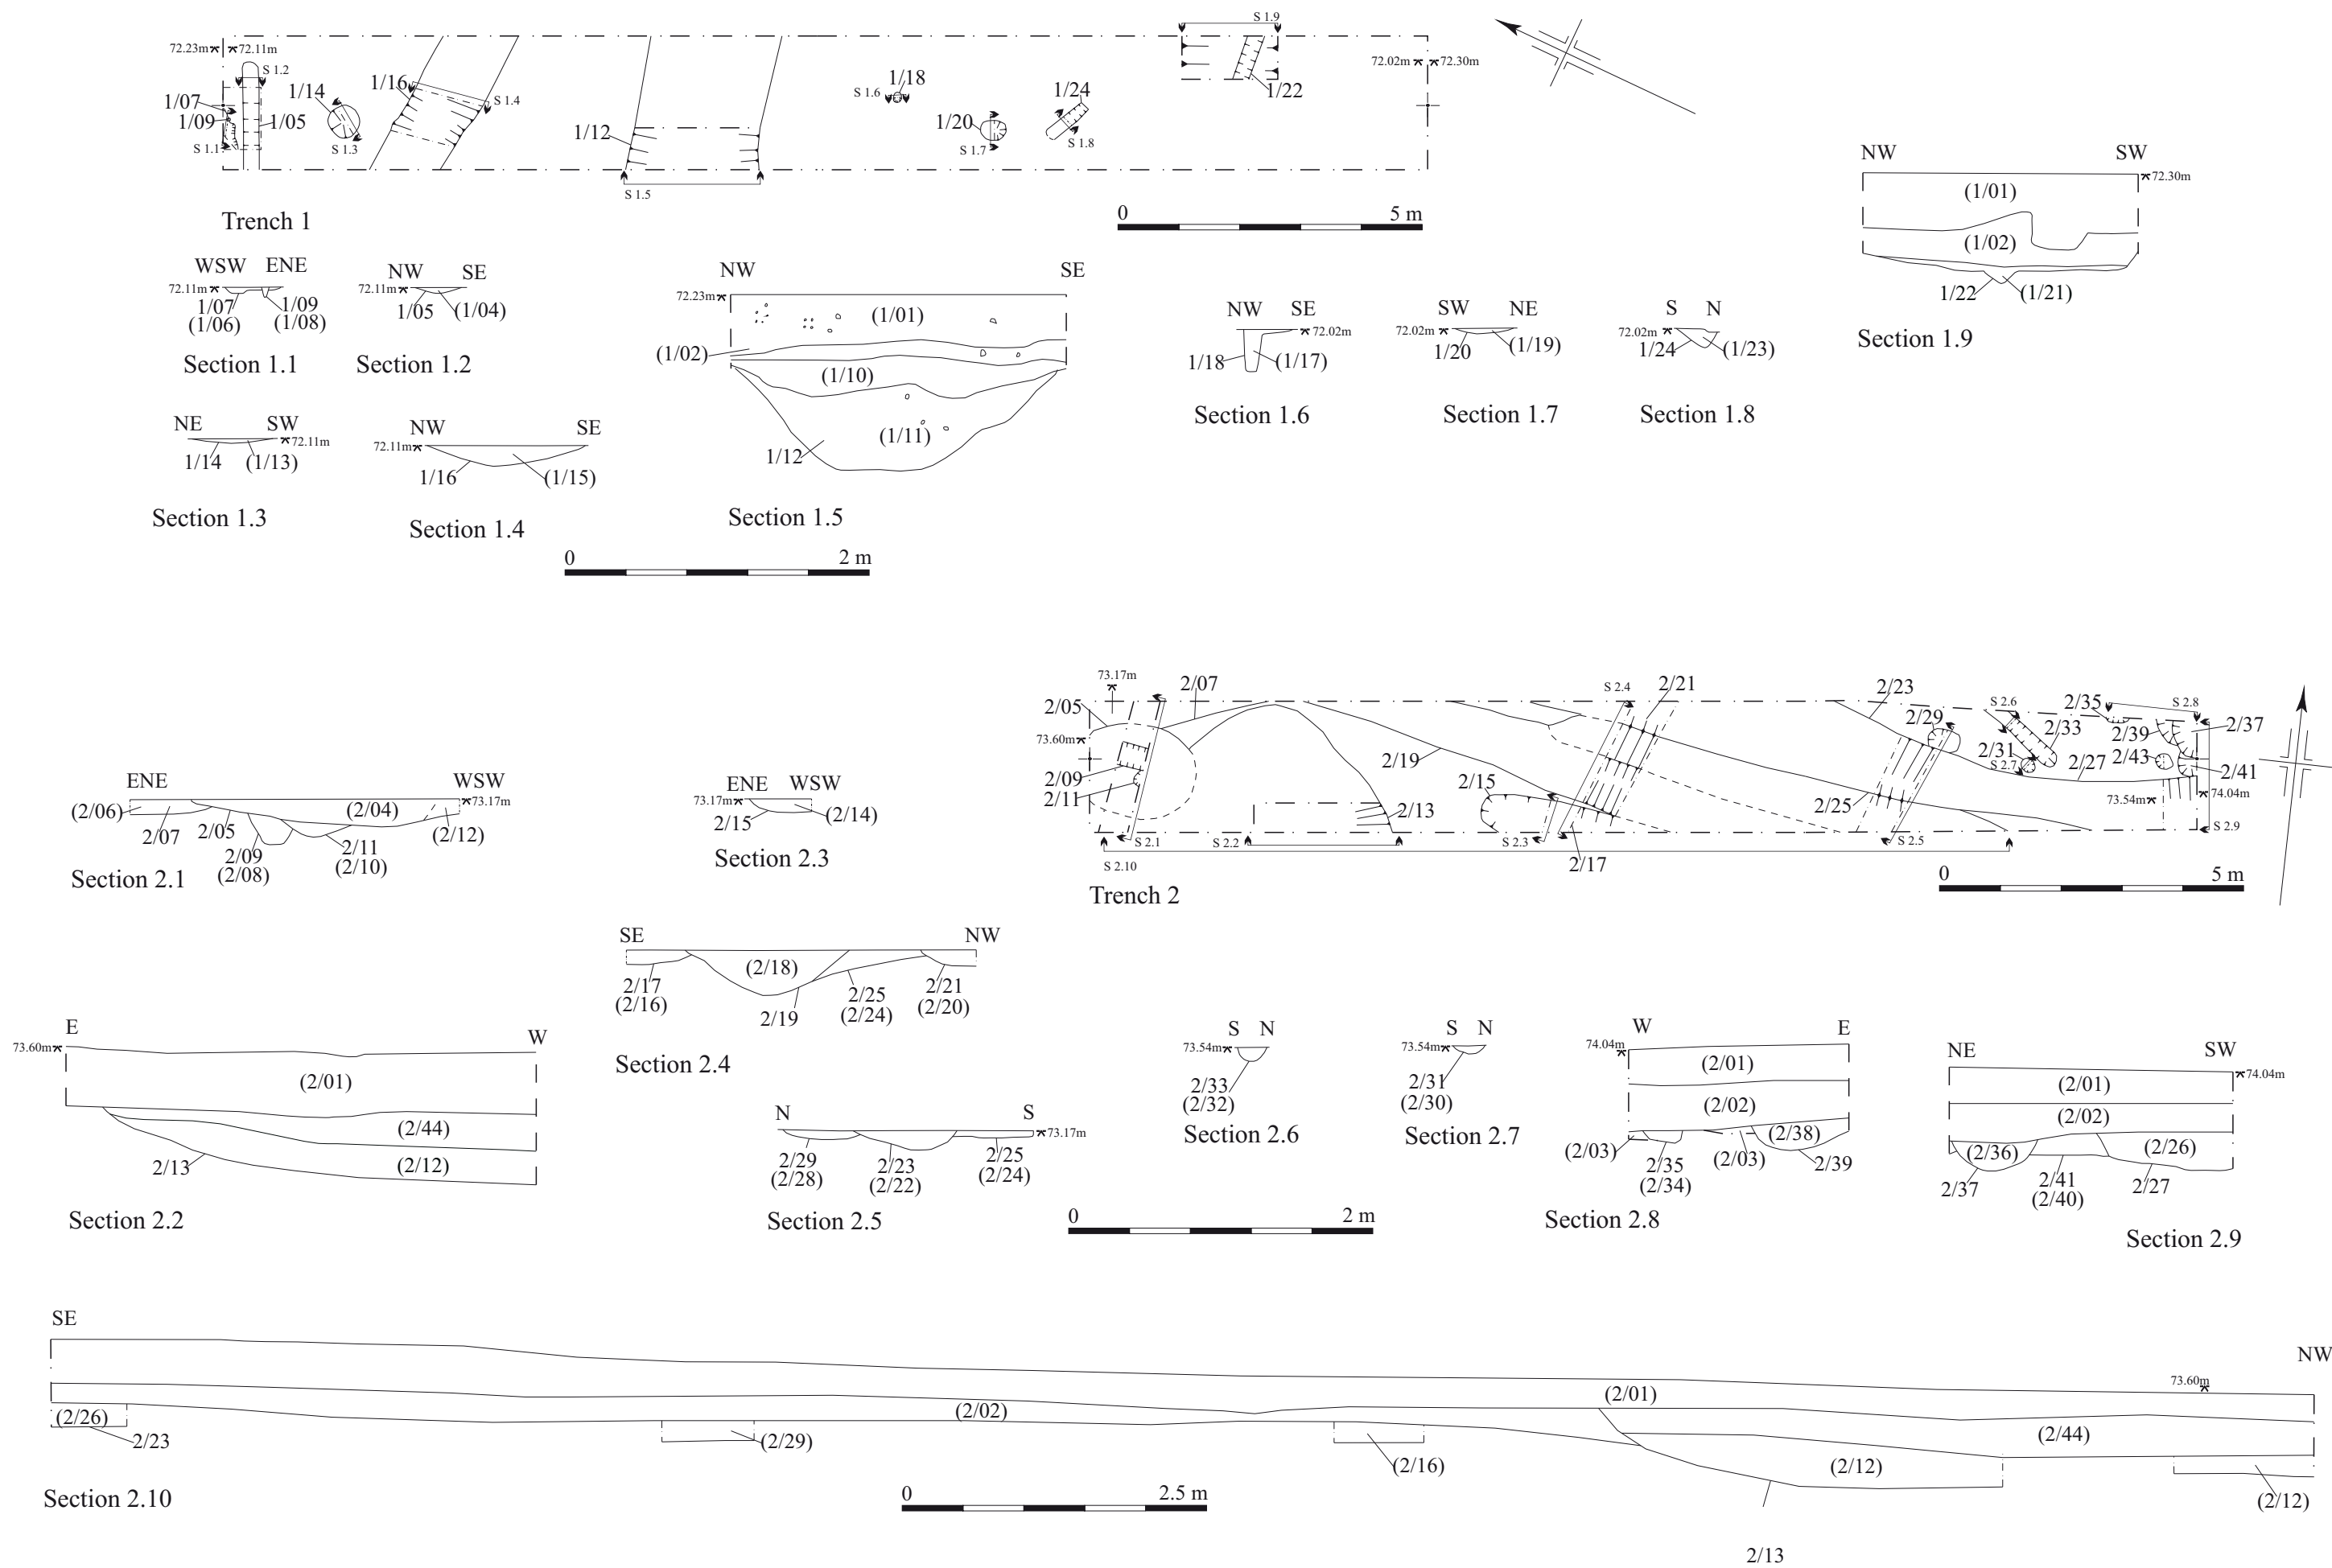 S 1.9
72.23m 72.11m
S 1.2
1/07
1/09
1/05
S 1.1
1/14
S 1.3
1/16
S 1.4
1/12
S 1.5
1/18
S 1.6
1/20
S 1.7
1/24
S 1.8
1/22
72.02m 72.30m
Trench 1
0 5 m
NW SW
72.30m
(1/01)
(1/02)
1/22 (1/21)
Section 1.9
WSW ENE
72.11m
1/07 1/09
(1/06) (1/08)
Section 1.1
NW SE
72.11m
1/05 (1/04)
Section 1.2
NW SE
72.23m
(1/01)
(1/02)
(1/10)
(1/11)
1/12
Section 1.5
NW SE
72.02m
1/18 (1/17)
Section 1.6
SW NE
72.02m
1/20 (1/19)
Section 1.7
S N
72.02m
1/24 (1/23)
Section 1.8
NE SW
72.11m
1/14 (1/13)
Section 1.3
NW SE
72.11m
1/16 (1/15)
Section 1.4
0 2 m
73.17m
2/05
2/07
73.60m
2/09
2/11
S 2.1
S 2.10
S 2.2
2/13
2/19
2/15
S 2.3
2/17
S 2.4
2/21
2/23
2/29
2/25
S 2.5
S 2.6
2/33
2/31
S 2.7
2/27
2/35
S 2.8
2/37
2/39
2/43
2/41
73.54m
74.04m
S 2.9
Trench 2
0 5 m
ENE WSW
73.17m
(2/06)
2/07
2/05
(2/04)
(2/12)
2/09
(2/08)
2/11
(2/10)
Section 2.1
ENE WSW
73.17m
2/15 (2/14)
Section 2.3
SE NW
(2/18)
2/17
(2/16)
2/19
2/25
(2/24)
2/21
(2/20)
Section 2.4
E W
73.60m
(2/01)
(2/44)
(2/12)
2/13
Section 2.2
N S
73.17m
2/29
(2/28)
2/23
(2/22)
2/25
(2/24)
Section 2.5
S N
73.54m
2/33
(2/32)
Section 2.6
S N
73.54m
2/31
(2/30)
Section 2.7
W E
74.04m
(2/01)
(2/02)
(2/03)
2/35
(2/34)
(2/03)
(2/38)
2/39
Section 2.8
NE SW
74.04m
(2/01)
(2/02)
(2/36)
(2/26)
2/37
2/41
(2/40)
2/27
Section 2.9
0 2 m
SE NW
73.60m
(2/01)
(2/02)
(2/26)
2/23
(2/29)
(2/16)
(2/44)
(2/12)
(2/12)
2/13
Section 2.10
0 2.5 m